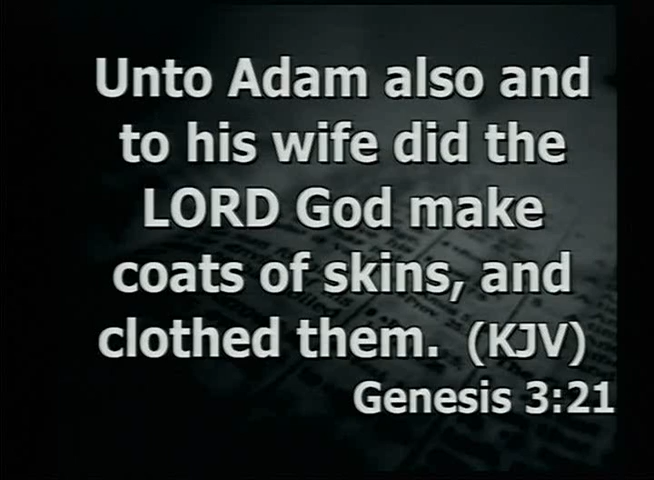 Unto Adam also and
to his wife did the
LORD God make
coats of skins, and
clothed them. (KJV)
Genesis 3:21